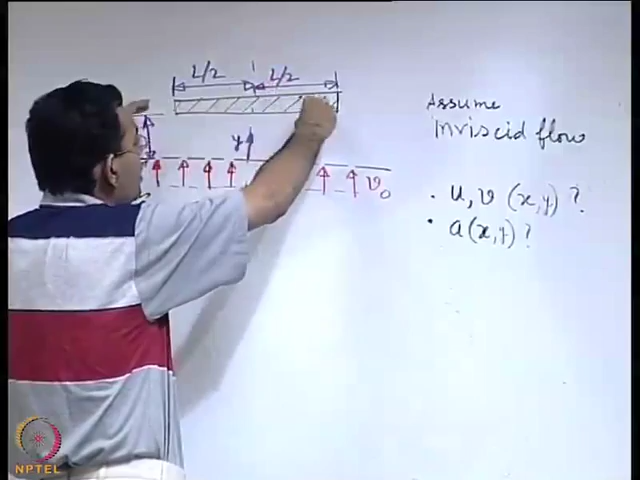 L/2 L/2
y
v₀
Assume
Inviscid flow
• u, v (x,y) ?
• a(x,y) ?
NPTEL